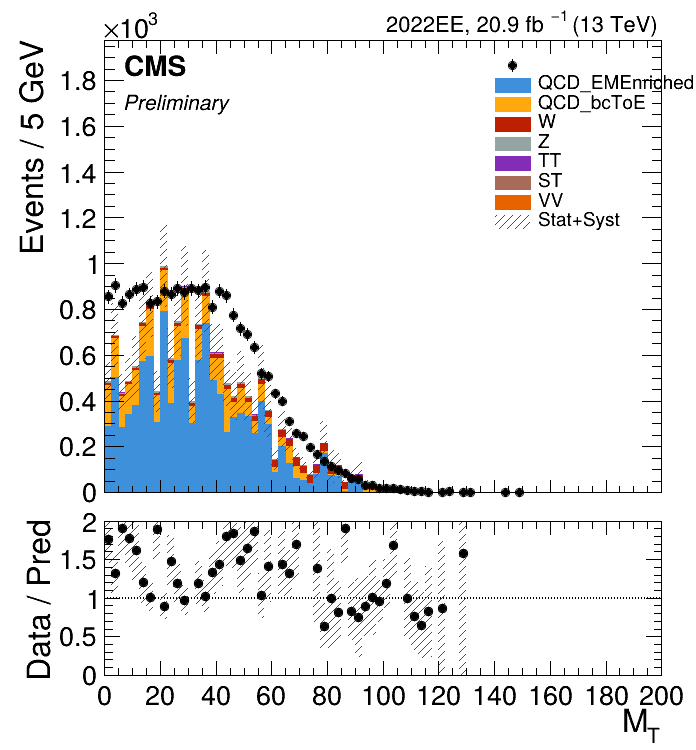 ×10³
2022EE, 20.9 fb⁻¹ (13 TeV)
CMS
Preliminary
QCD_EMEnriched
QCD_bcToE
W
Z
TT
ST
VV
Stat+Syst
Events / 5 GeV
1.8
1.6
1.4
1.2
1
0.8
0.6
0.4
0.2
0
Data / Pred
2
1.5
1
0.5
0
0 20 40 60 80 100 120 140 160 180 200
M_T